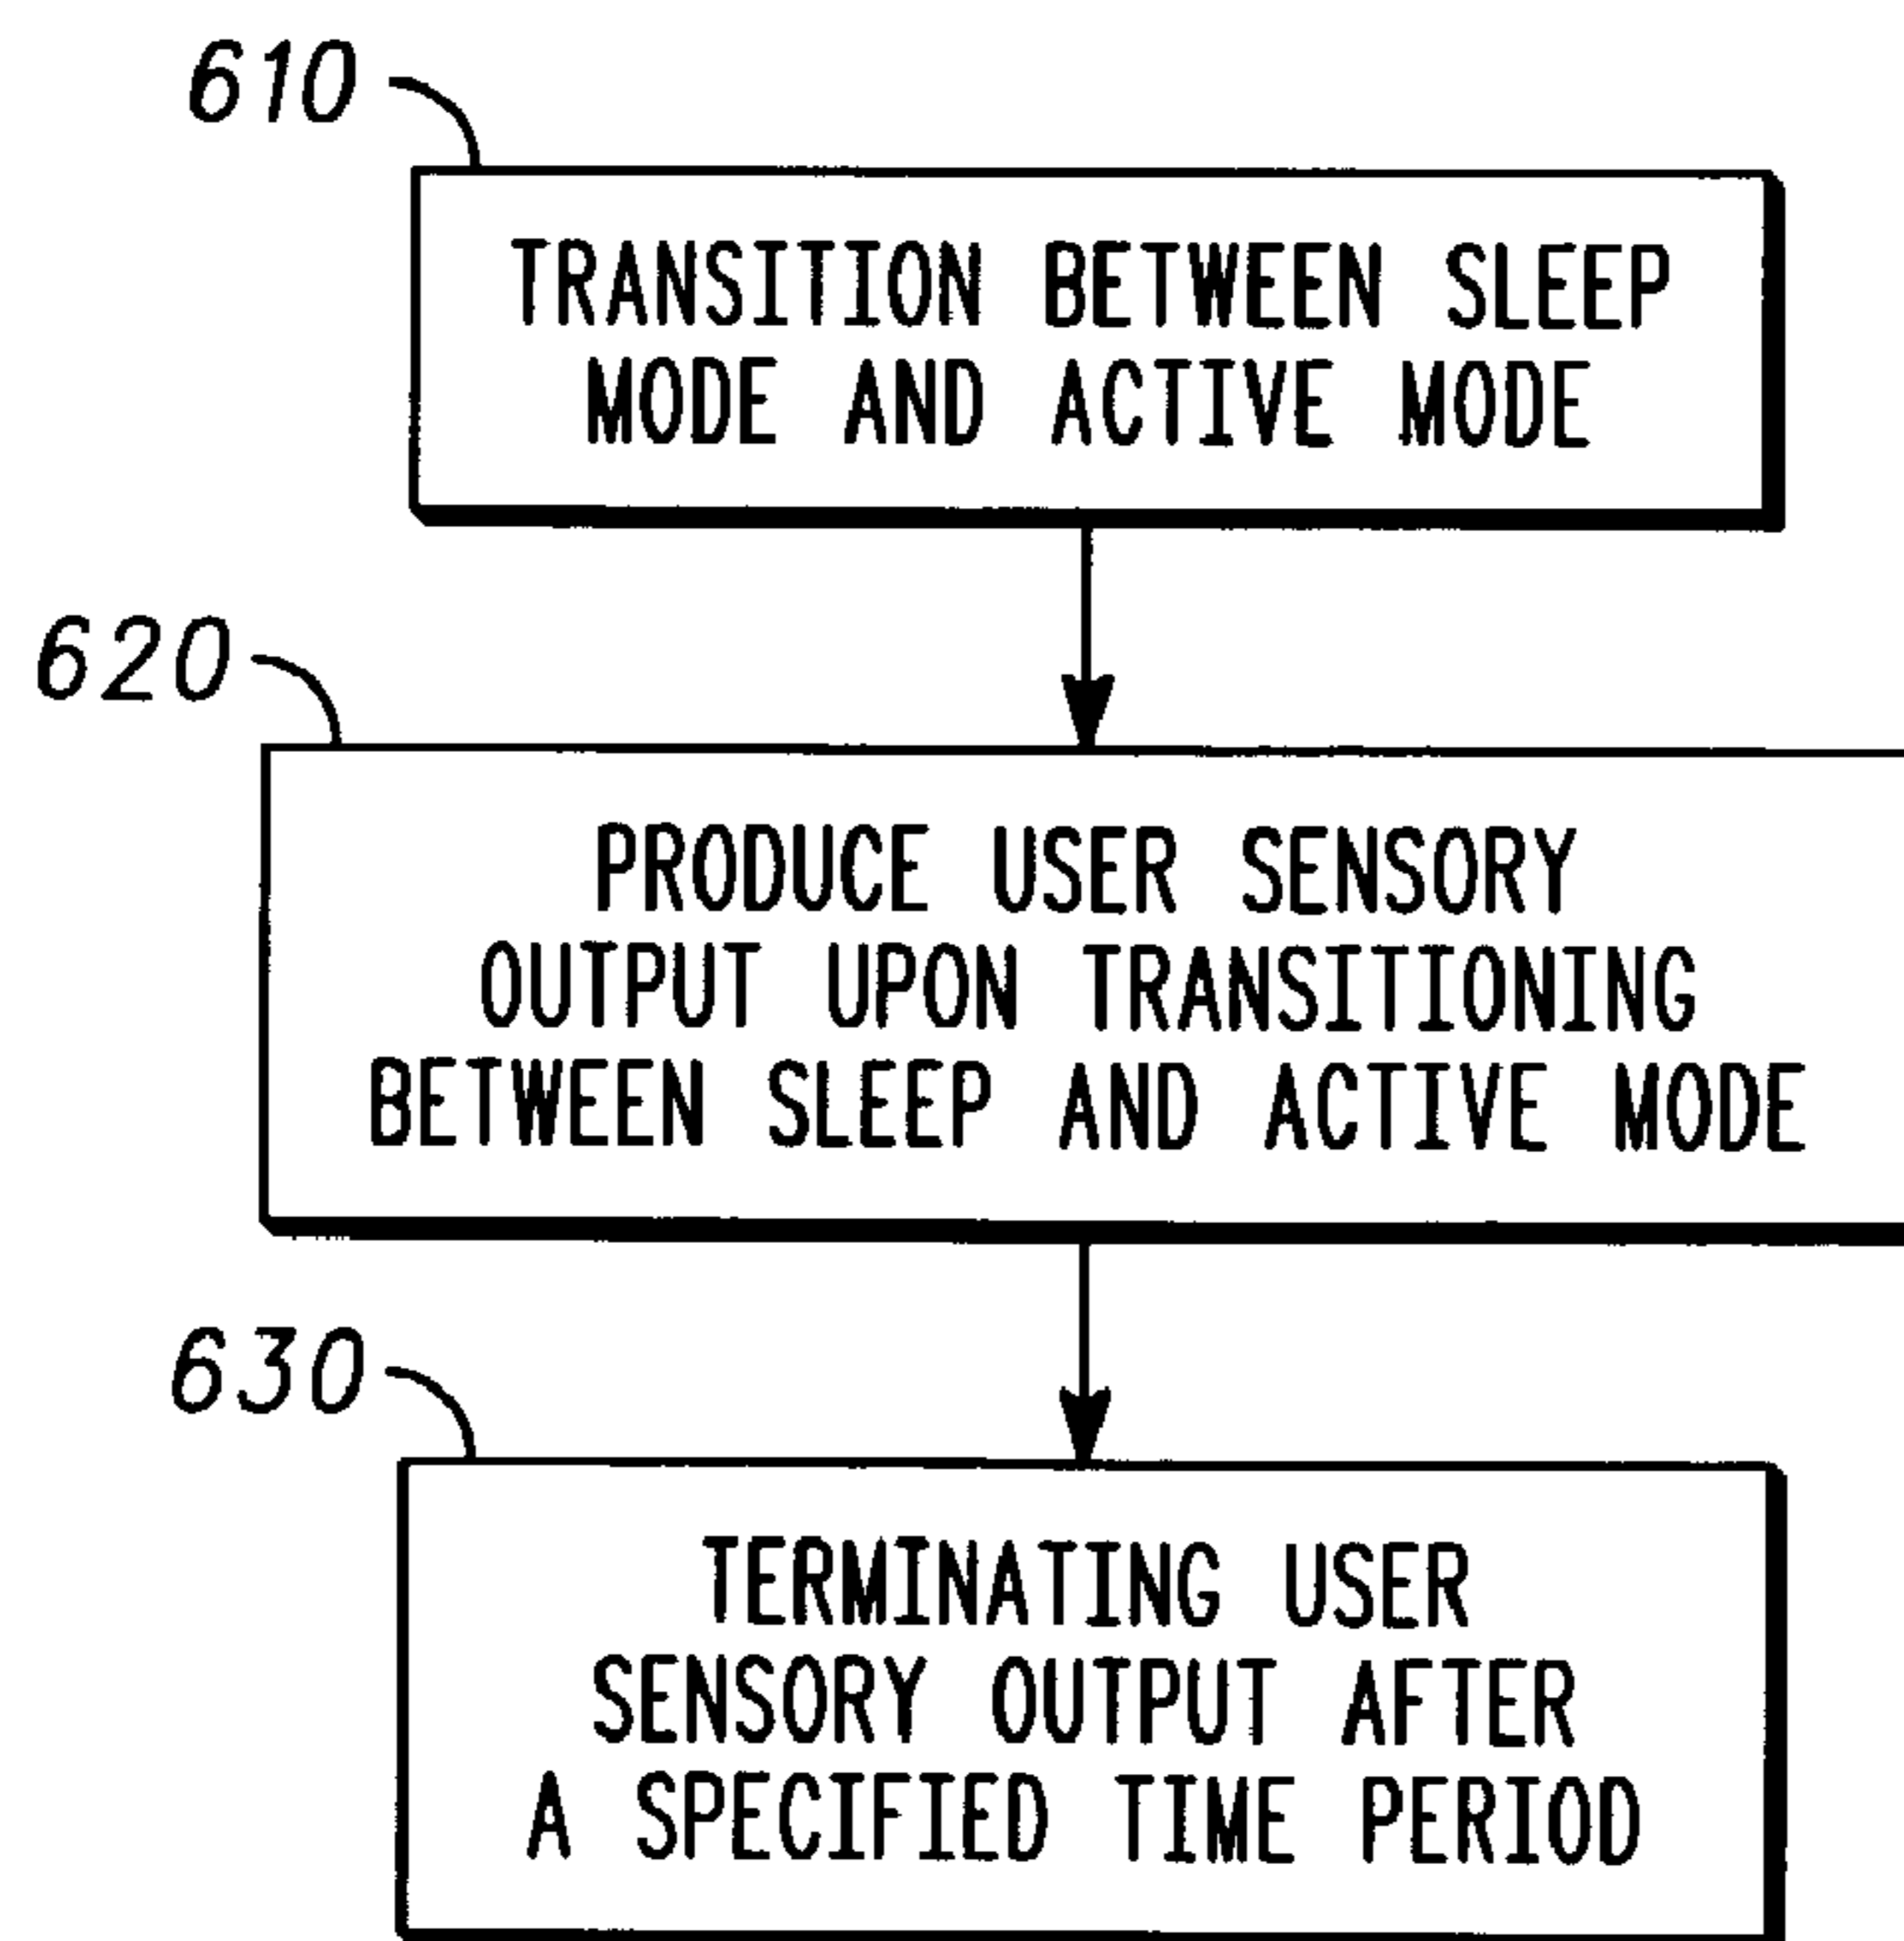 610
TRANSITION BETWEEN SLEEP
MODE AND ACTIVE MODE
620
PRODUCE USER SENSORY
OUTPUT UPON TRANSITIONING
BETWEEN SLEEP AND ACTIVE MODE
630
TERMINATING USER
SENSORY OUTPUT AFTER
A SPECIFIED TIME PERIOD